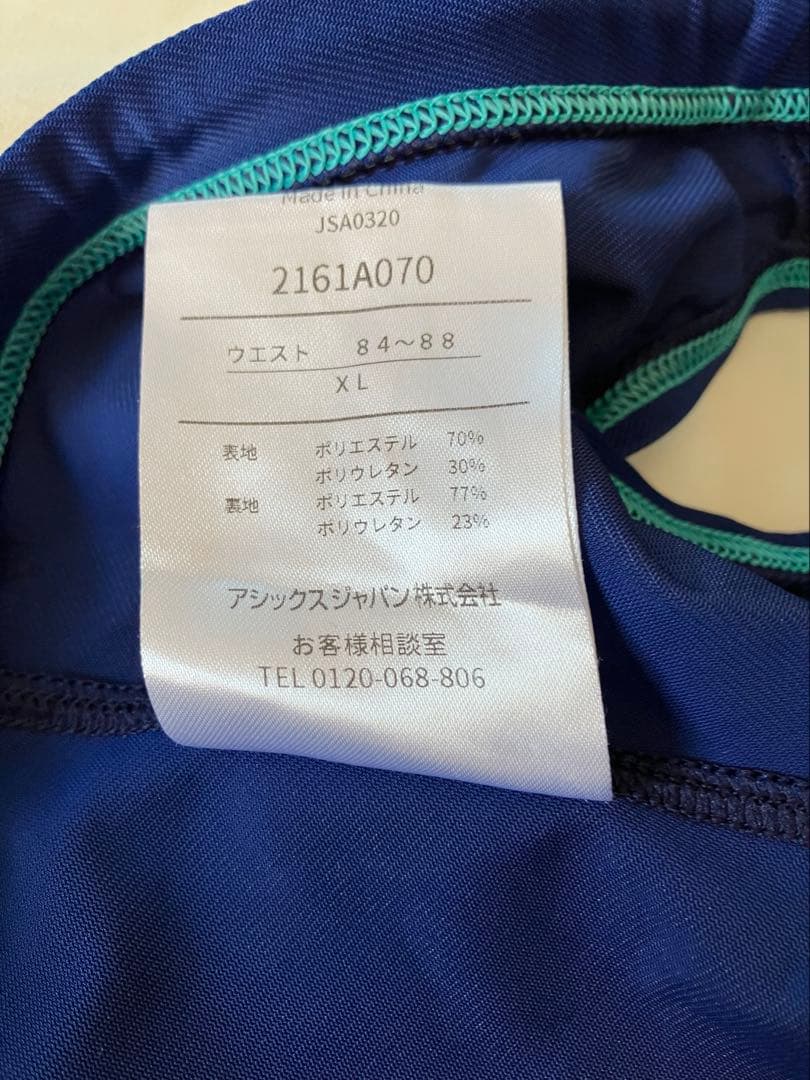 Made in China
JSA0320
2161A070
ウエスト ８４～８８
ＸＬ
表地 ポリエステル 70%
ポリウレタン 30%
裏地 ポリエステル 77%
ポリウレタン 23%
アシックスジャパン株式会社
お客様相談室
TEL 0120-068-806